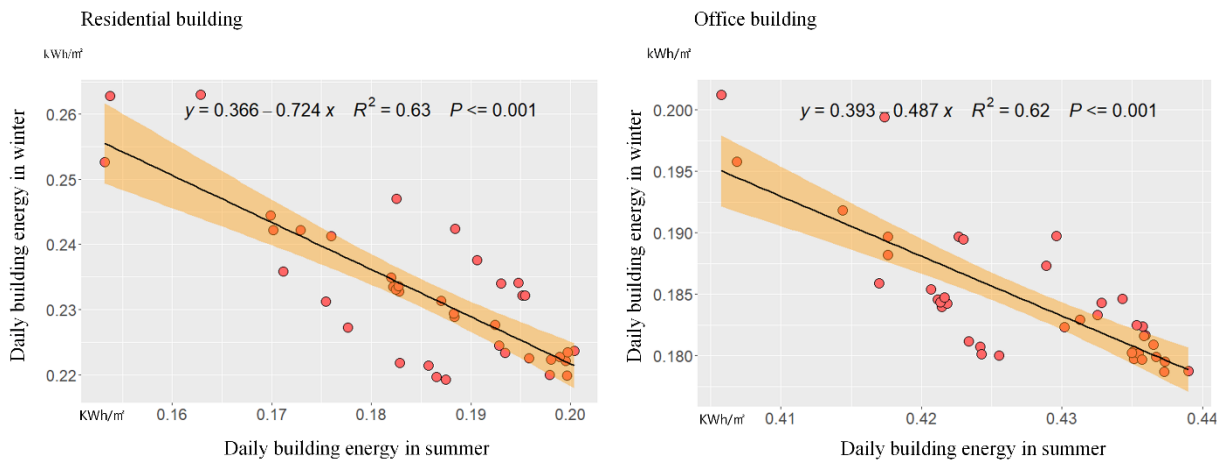 Residential building
kWh/㎡
y = 0.366 – 0.724 x R² = 0.63 P <= 0.001
0.26
0.25
0.24
0.23
0.22
Daily building energy in winter
KWh/㎡
0.16 0.17 0.18 0.19 0.20
Daily building energy in summer
Office building
kWh/㎡
y = 0.393 – 0.487 x R² = 0.62 P <= 0.001
0.200
0.195
0.190
0.185
0.180
Daily building energy in winter
KWh/㎡
0.41 0.42 0.43 0.44
Daily building energy in summer